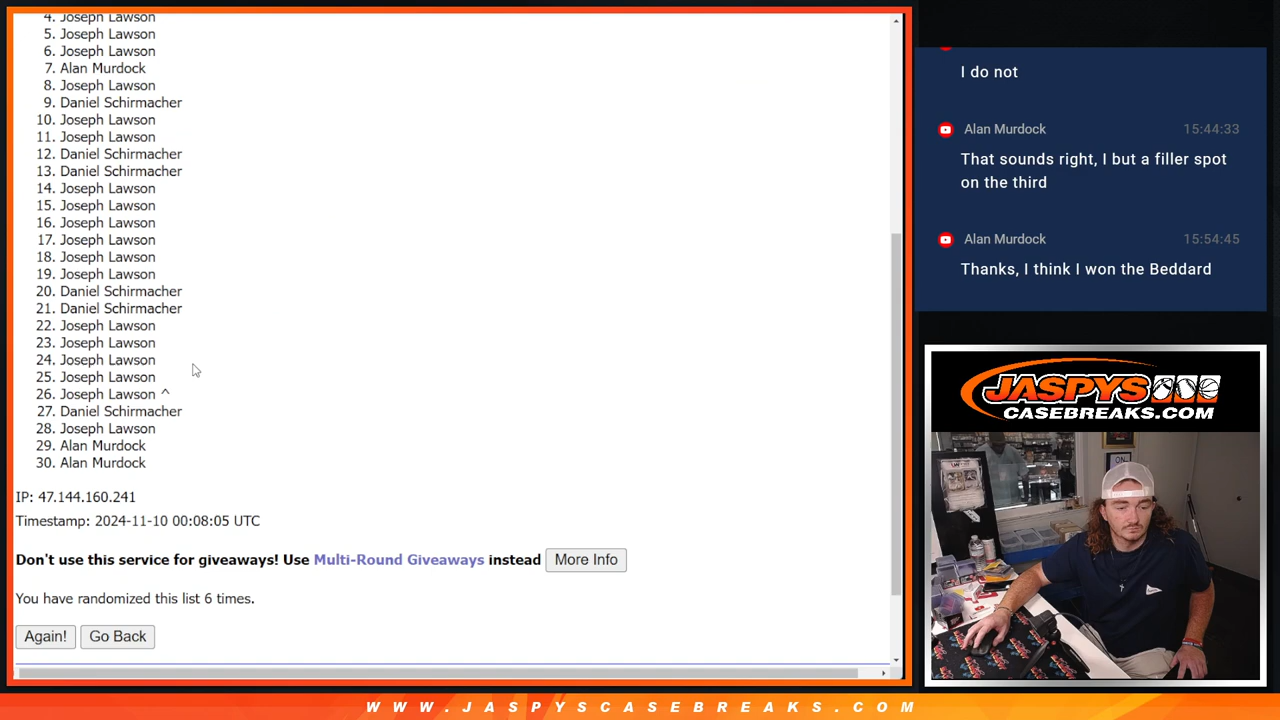 4. Joseph Lawson
5. Joseph Lawson
6. Joseph Lawson
7. Alan Murdock
8. Joseph Lawson
9. Daniel Schirmacher
10. Joseph Lawson
11. Joseph Lawson
12. Daniel Schirmacher
13. Daniel Schirmacher
14. Joseph Lawson
15. Joseph Lawson
16. Joseph Lawson
17. Joseph Lawson
18. Joseph Lawson
19. Joseph Lawson
20. Daniel Schirmacher
21. Daniel Schirmacher
22. Joseph Lawson
23. Joseph Lawson
24. Joseph Lawson
25. Joseph Lawson
26. Joseph Lawson ^
27. Daniel Schirmacher
28. Joseph Lawson
29. Alan Murdock
30. Alan Murdock
IP: 47.144.160.241
Timestamp: 2024-11-10 00:08:05 UTC
Don't use this service for giveaways! Use Multi-Round Giveaways instead More Info
You have randomized this list 6 times.
Again! Go Back
I do not
Alan Murdock 15:44:33
That sounds right, I but a filler spot
on the third
Alan Murdock 15:54:45
Thanks, I think I won the Beddard
JASPYS
CASEBREAKS.COM
ON
WWW.JASPYSCASEBREAKS.COM